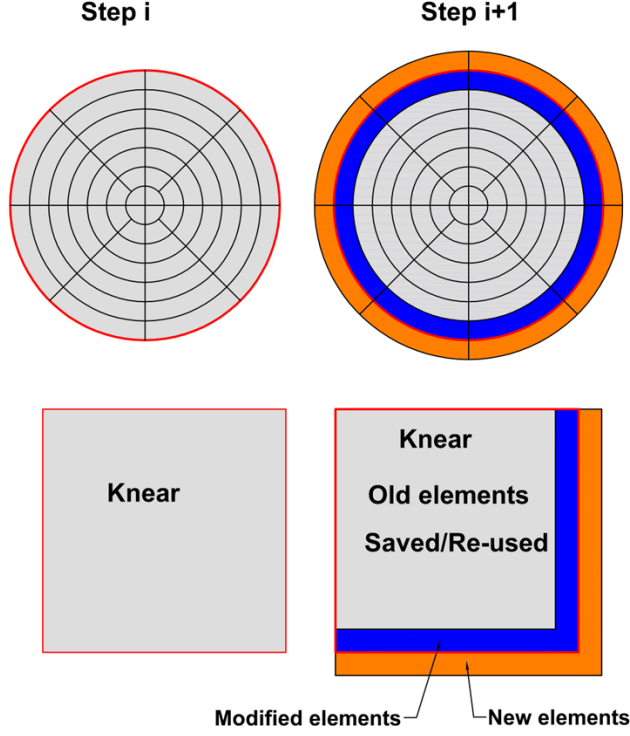 Step i
Step i+1
Knear
Knear
Old elements
Saved/Re-used
Modified elements
New elements